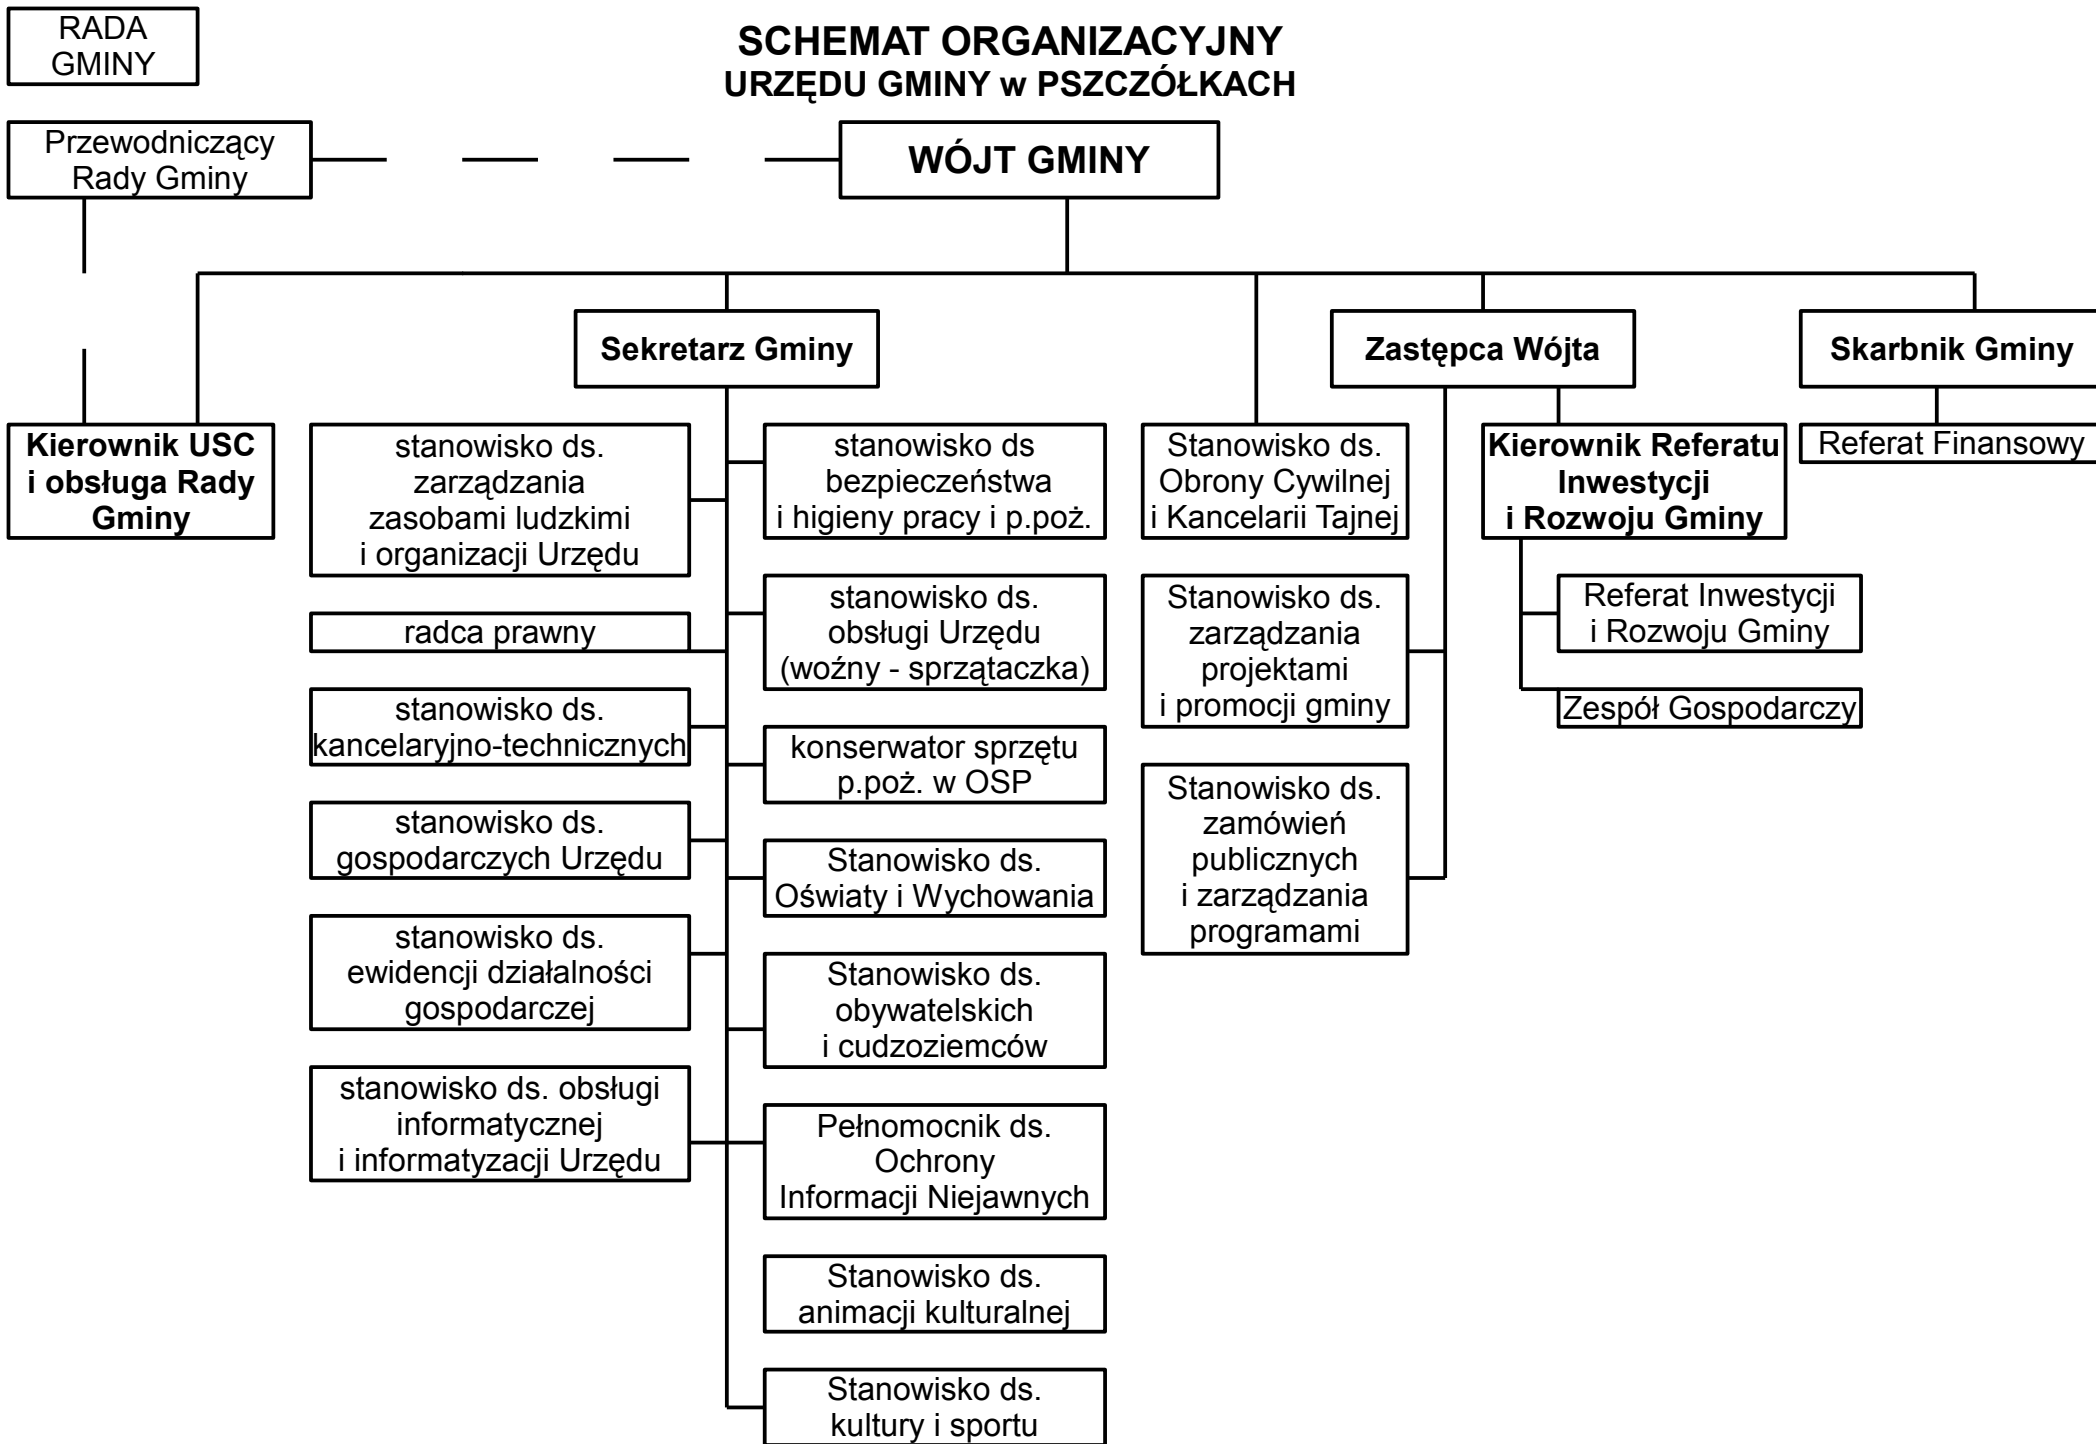 RADA
GMINY
SCHEMAT ORGANIZACYJNY
URZĘDU GMINY w PSZCZÓŁKACH
Przewodniczący
Rady Gminy
WÓJT GMINY
Sekretarz Gminy
Zastępca Wójta
Skarbnik Gminy
Kierownik USC
i obsługa Rady
Gminy
stanowisko ds.
zarządzania
zasobami ludzkimi
i organizacji Urzędu
radca prawny
stanowisko ds.
kancelaryjno-technicznych
stanowisko ds.
gospodarczych Urzędu
stanowisko ds.
ewidencji działalności
gospodarczej
stanowisko ds. obsługi
informatycznej
i informatyzacji Urzędu
stanowisko ds
bezpieczeństwa
i higieny pracy i p.poż.
stanowisko ds.
obsługi Urzędu
(woźny - sprzątaczka)
konserwator sprzętu
p.poż. w OSP
Stanowisko ds.
Oświaty i Wychowania
Stanowisko ds.
obywatelskich
i cudzoziemców
Pełnomocnik ds.
Ochrony
Informacji Niejawnych
Stanowisko ds.
animacji kulturalnej
Stanowisko ds.
kultury i sportu
Stanowisko ds.
Obrony Cywilnej
i Kancelarii Tajnej
Stanowisko ds.
zarządzania
projektami
i promocji gminy
Stanowisko ds.
zamówień
publicznych
i zarządzania
programami
Kierownik Referatu
Inwestycji
i Rozwoju Gminy
Referat Inwestycji
i Rozwoju Gminy
Zespół Gospodarczy
Referat Finansowy